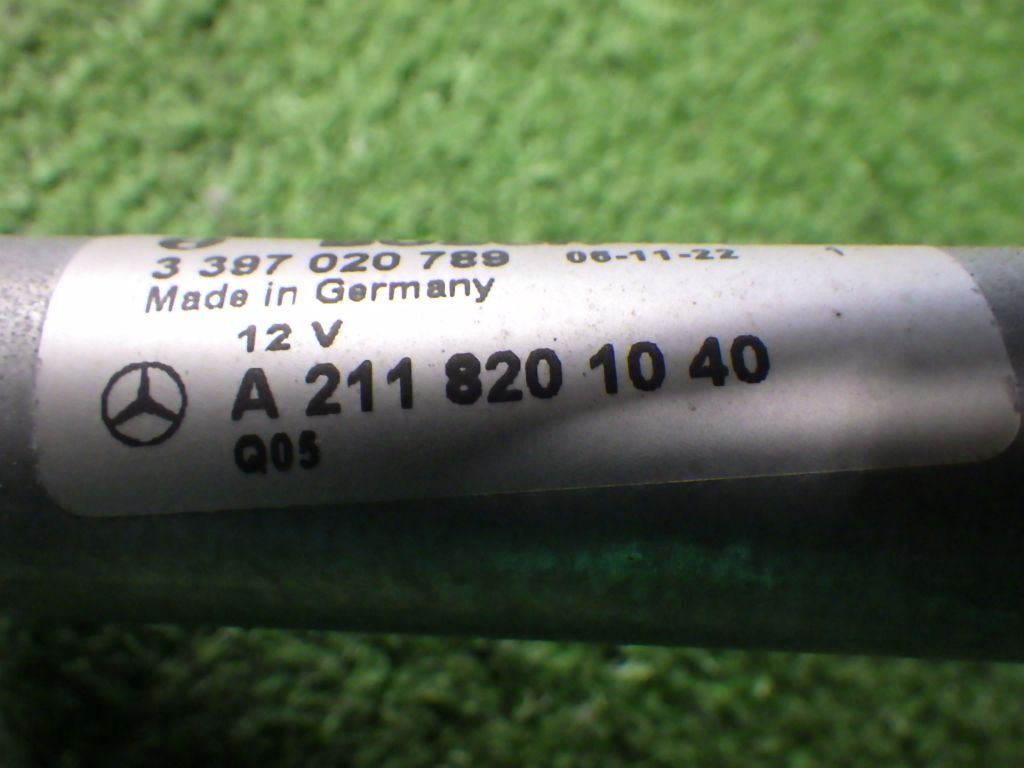 3 397 020 789 06-11-22
Made in Germany
12 V
A 211 820 10 40
Q05